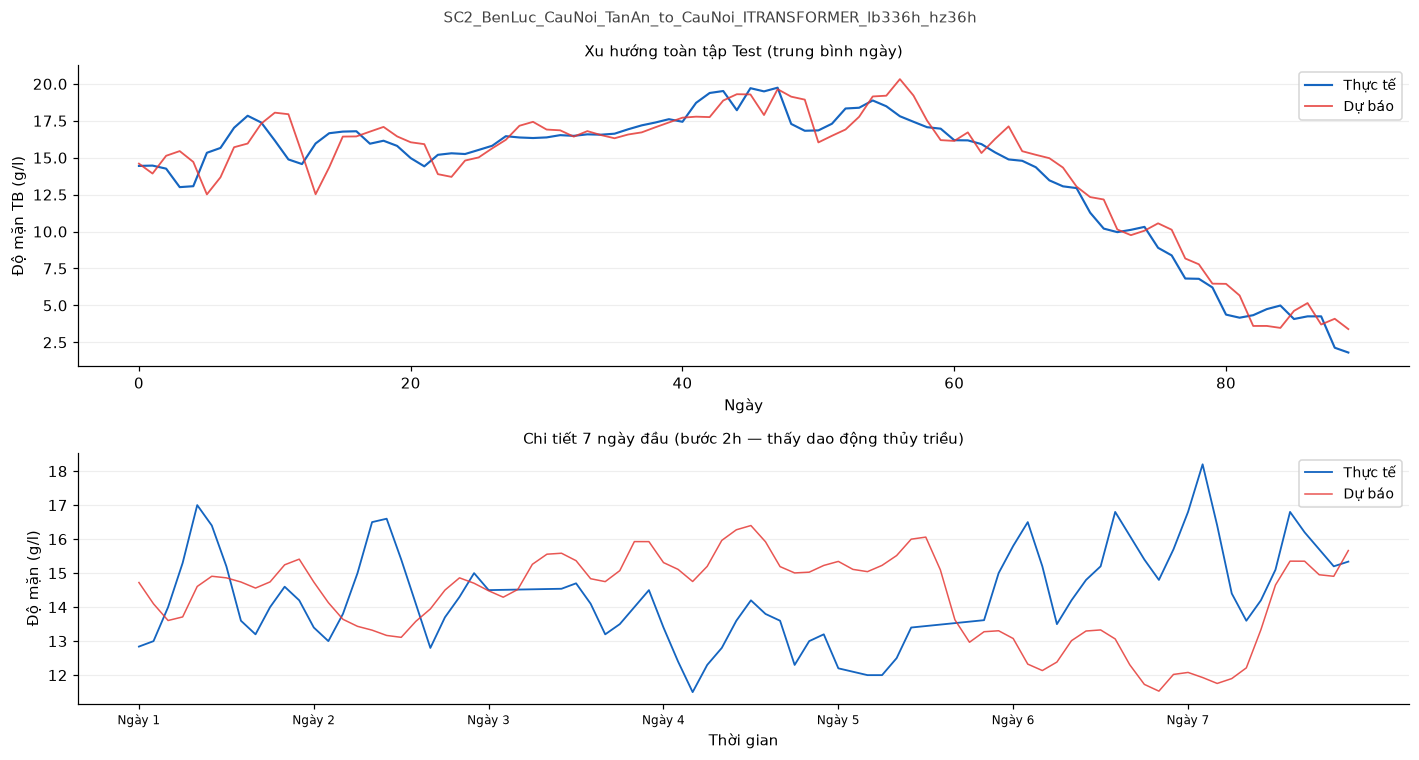 SC2_BenLuc_CauNoi_TanAn_to_CauNoi_ITRANSFORMER_lb336h_hz36h
Xu hướng toàn tập Test (trung bình ngày)
Thực tế
Dự báo
Độ mặn TB (g/l)
20.0
17.5
15.0
12.5
10.0
7.5
5.0
2.5
0 20 40 60 80
Ngày
Chi tiết 7 ngày đầu (bước 2h — thấy dao động thủy triều)
Thực tế
Dự báo
Độ mặn (g/l)
18
17
16
15
14
13
12
Ngày 1 Ngày 2 Ngày 3 Ngày 4 Ngày 5 Ngày 6 Ngày 7
Thời gian